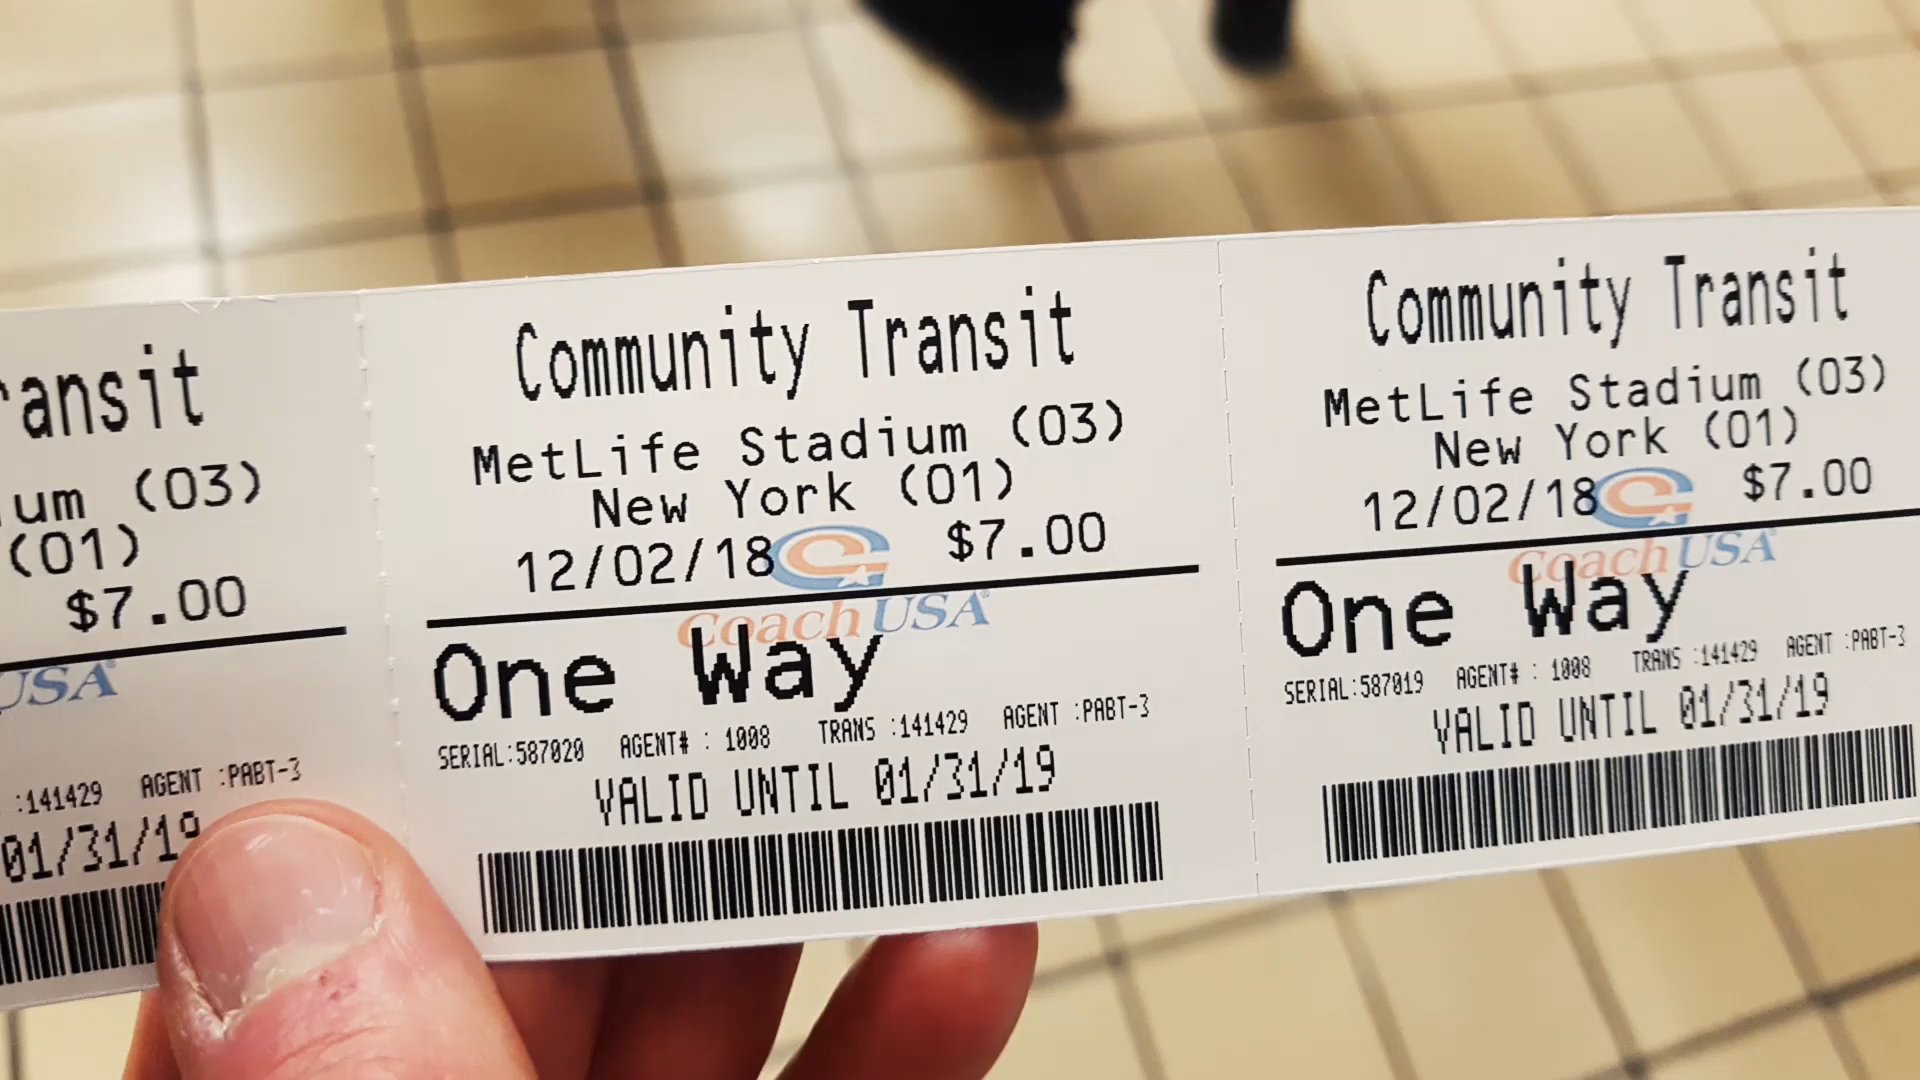 ransit
um (03)
(01)
$7.00
USA
:141429 AGENT :PABT-3
01/31/19
Community Transit
MetLife Stadium (03)
New York (01)
12/02/18 $7.00
Coach USA®
One Way
SERIAL:587020 AGENT# : 1008 TRANS :141429 AGENT :PABT-3
VALID UNTIL 01/31/19
Community Transit
MetLife Stadium (03)
New York (01)
12/02/18 $7.00
Coach USA®
One Way
SERIAL:587019 AGENT# : 1008 TRANS :141429 AGENT :PABT-3
VALID UNTIL 01/31/19